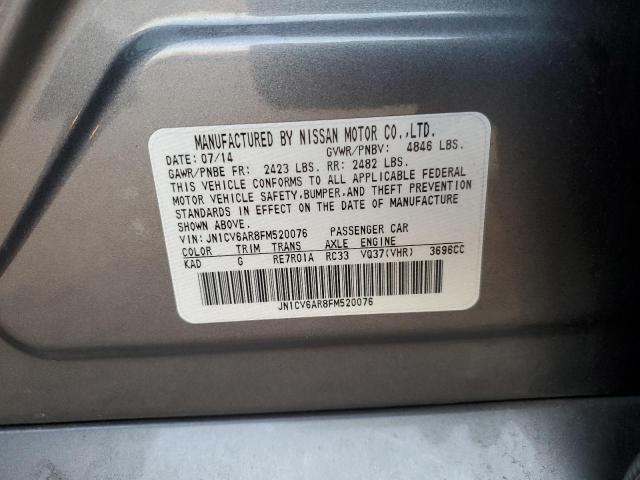 MANUFACTURED BY NISSAN MOTOR CO.,LTD.
DATE: 07/14 GVWR/PNBV: 4846 LBS.
GAWR/PNBE FR: 2423 LBS. RR: 2482 LBS.
THIS VEHICLE CONFORMS TO ALL APPLICABLE FEDERAL
MOTOR VEHICLE SAFETY,BUMPER,AND THEFT PREVENTION
STANDARDS IN EFFECT ON THE DATE OF MANUFACTURE
SHOWN ABOVE.
VIN: JN1CV6AR8FM520076 PASSENGER CAR
COLOR TRIM TRANS AXLE ENGINE
KAD G RE7R01A RC33 VQ37(VHR) 3696CC
JN1CV6AR8FM520076